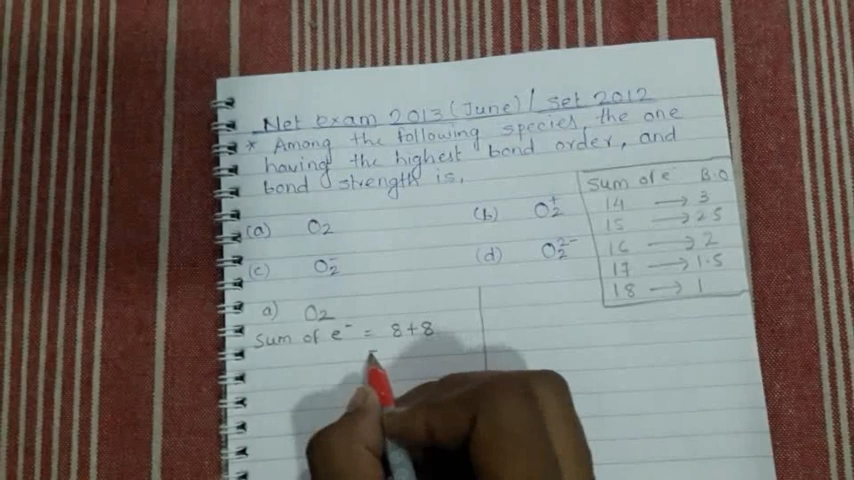 Net exam 2013 (June) / Set 2012
* Among the following species, the one
having the highest bond order, and
bond strength is,
Sum of e⁻ B.O
14 → 3
15 → 2.5
16 → 2
17 → 1.5
18 → 1
(a) O₂ (b) O₂⁺
(c) O₂⁻ (d) O₂²⁻
a) O₂
Sum of e⁻ = 8+8